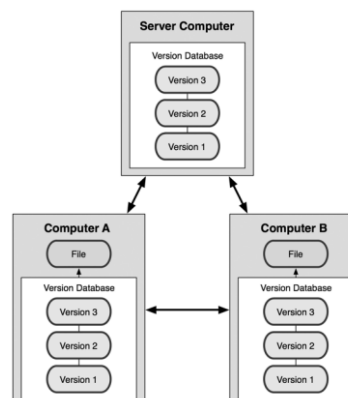 Server Computer
Version Database
Version 3
Version 2
Version 1
Computer A
File
Version Database
Version 3
Version 2
Version 1
Computer B
File
Version Database
Version 3
Version 2
Version 1